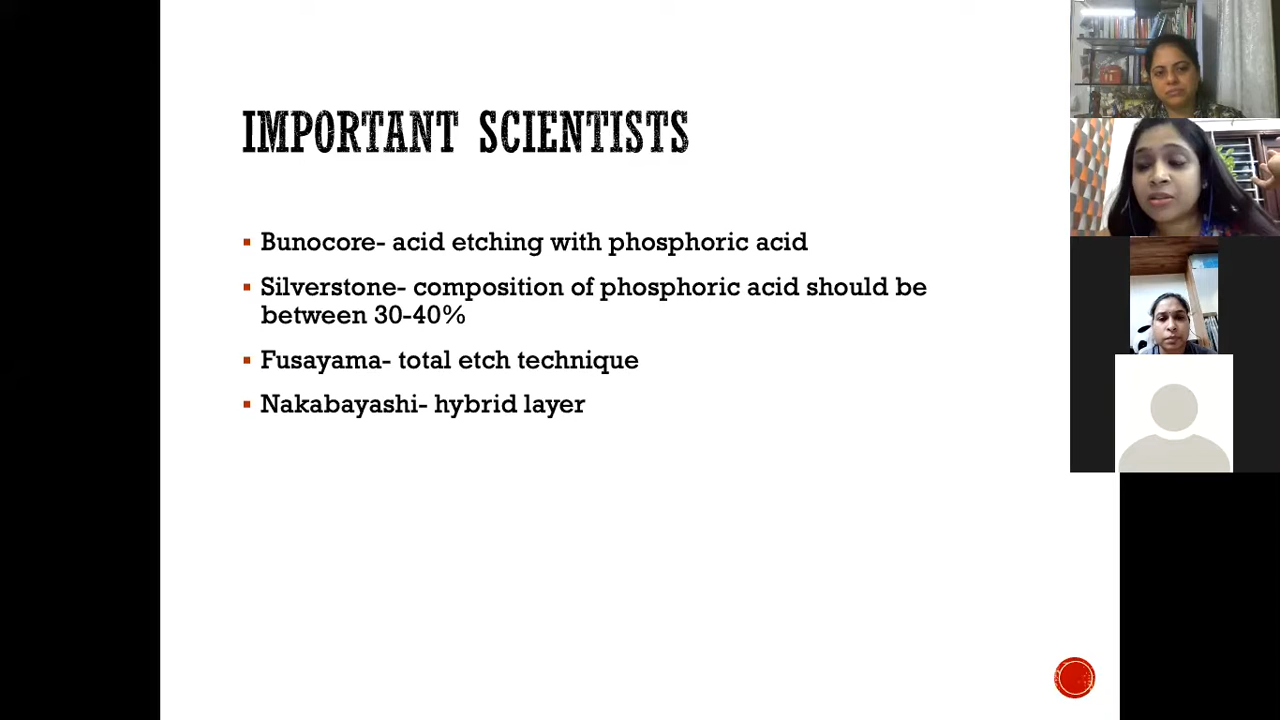 IMPORTANT SCIENTISTS
Bunocore- acid etching with phosphoric acid
Silverstone- composition of phosphoric acid should be
between 30-40%
Fusayama- total etch technique
Nakabayashi- hybrid layer